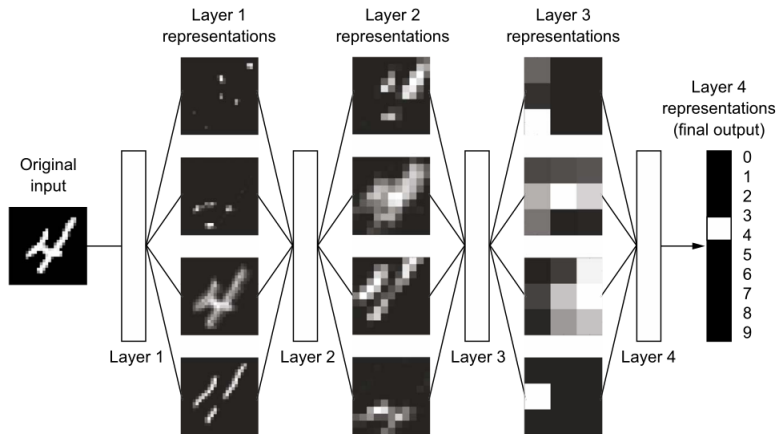 Layer 1
representations
Layer 2
representations
Layer 3
representations
Layer 4
representations
(final output)
Original
input
0
1
2
3
4
5
6
7
8
9
Layer 1
Layer 2
Layer 3
Layer 4